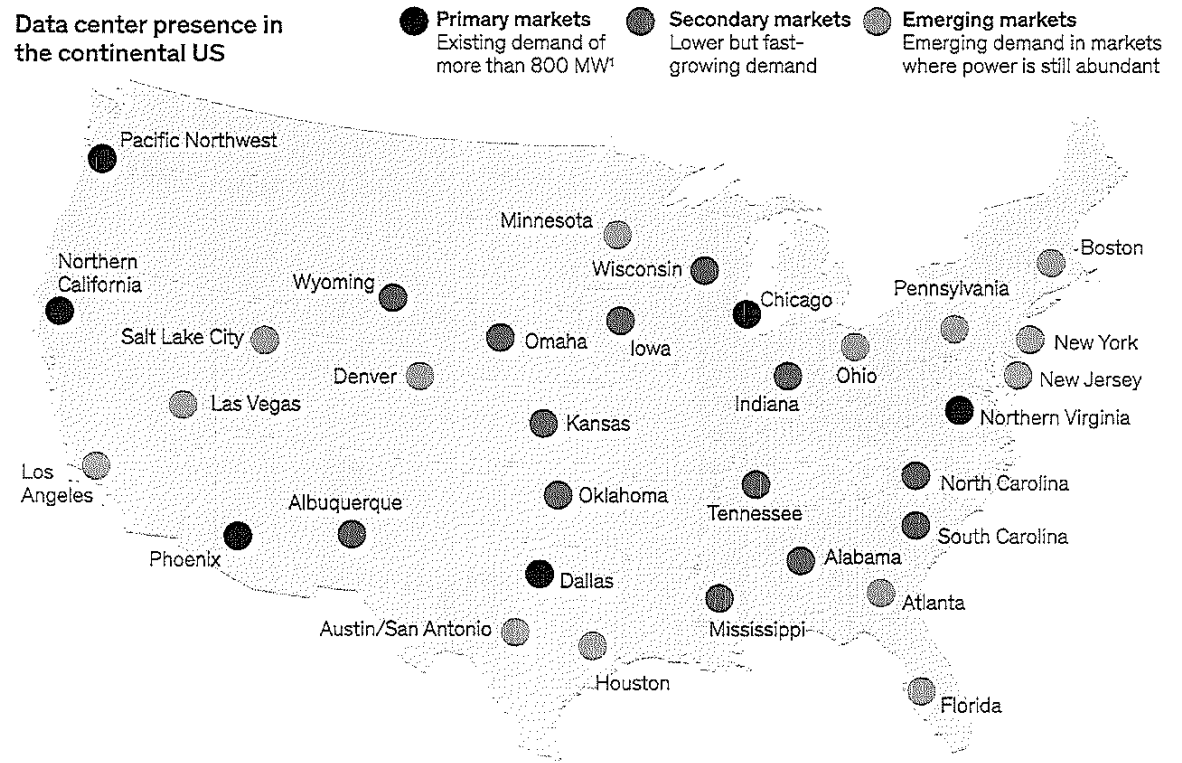 Data center presence in
the continental US
Primary markets
Existing demand of
more than 800 MW¹
Secondary markets
Lower but fast-
growing demand
Emerging markets
Emerging demand in markets
where power is still abundant
Pacific Northwest
Minnesota
Boston
Northern
California
Wyoming
Wisconsin
Pennsylvania
Chicago
Salt Lake City
Omaha
Iowa
New York
Denver
Ohio
New Jersey
Las Vegas
Indiana
Northern Virginia
Kansas
Los
Angeles
Albuquerque
Oklahoma
Tennessee
North Carolina
South Carolina
Phoenix
Dallas
Alabama
Atlanta
Austin/San Antonio
Mississippi
Houston
Florida